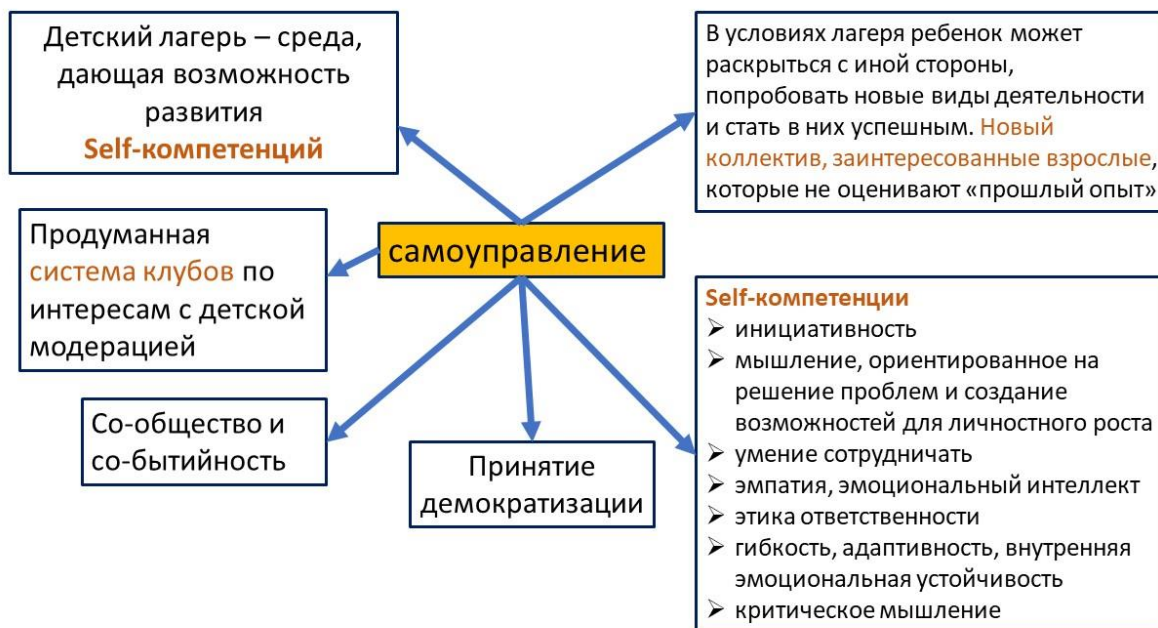 Детский лагерь – среда,
дающая возможность
развития
Self-компетенций
В условиях лагеря ребенок может
раскрыться с иной стороны,
попробовать новые виды деятельности
и стать в них успешным. Новый
коллектив, заинтересованные взрослые,
которые не оценивают «прошлый опыт»
самоуправление
Продуманная
система клубов по
интересам с детской
модерацией
Со-общество и
со-бытийность
Принятие
демократизации
Self-компетенции
➢ инициативность
➢ мышление, ориентированное на
решение проблем и создание
возможностей для личностного роста
➢ умение сотрудничать
➢ эмпатия, эмоциональный интеллект
➢ этика ответственности
➢ гибкость, адаптивность, внутренняя
эмоциональная устойчивость
➢ критическое мышление